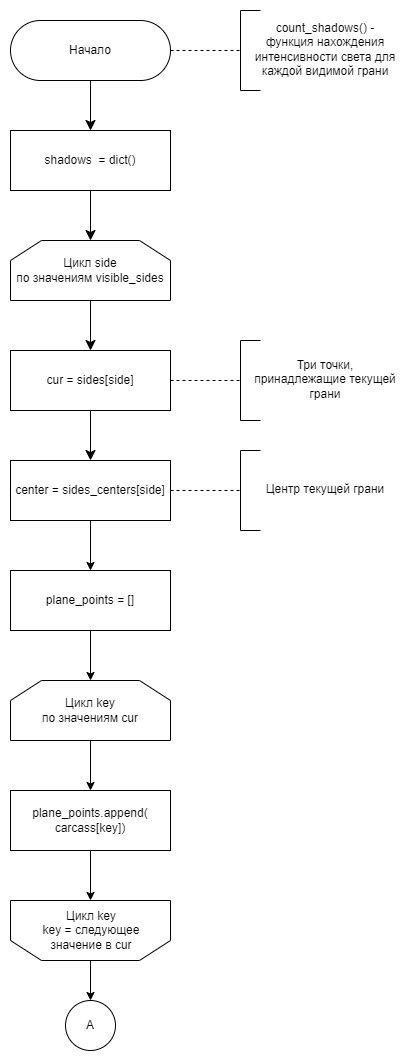 Начало
count_shadows() -
функция нахождения
интенсивности света для
каждой видимой грани
shadows = dict()
Цикл side
по значениям visible_sides
cur = sides[side]
Три точки,
принадлежащие текущей
грани
center = sides_centers[side]
Центр текущей грани
plane_points = []
Цикл key
по значениям cur
plane_points.append(
carcass[key])
Цикл key
key = следующее
значение в cur
A